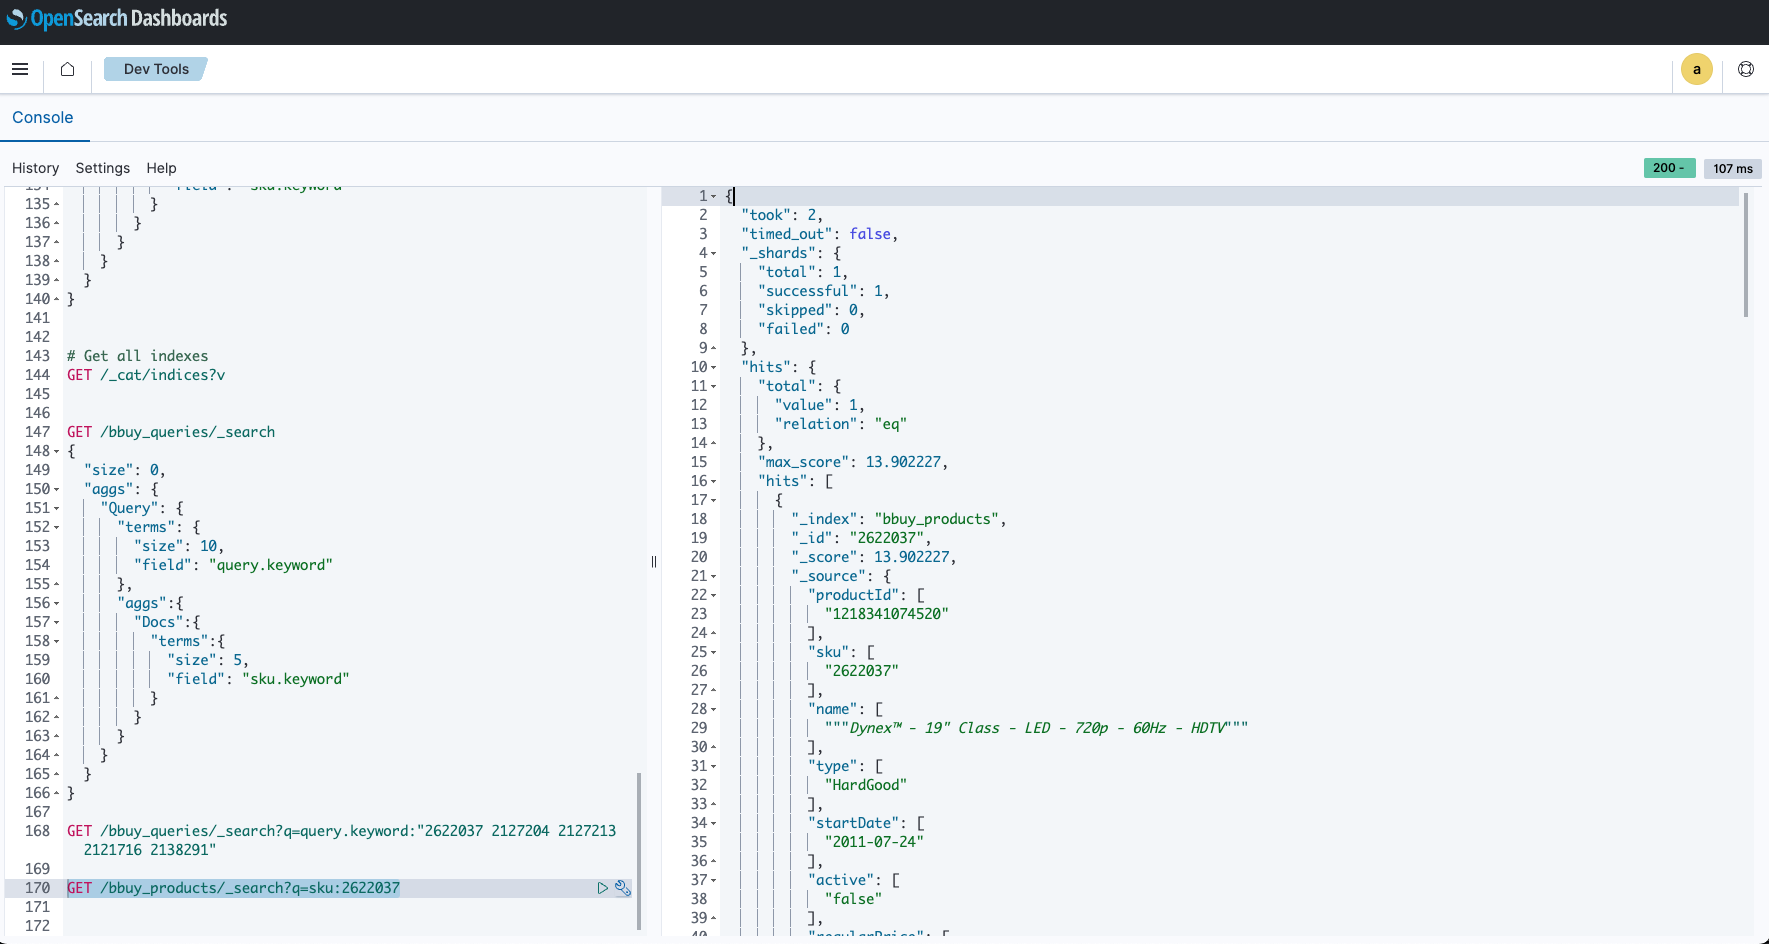 OpenSearch Dashboards
Dev Tools
a
Console
History Settings Help
200 -
107 ms
134 "field": "sku.keyword"
135 }
136 }
137 }
138 }
139 }
140 }
141
142
143 # Get all indexes
144 GET /_cat/indices?v
145
146
147 GET /bbuy_queries/_search
148 {
149 "size": 0,
150 "aggs": {
151 "Query": {
152 "terms": {
153 "size": 10,
154 "field": "query.keyword"
155 },
156 "aggs":{
157 "Docs":{
158 "terms":{
159 "size": 5,
160 "field": "sku.keyword"
161 }
162 }
163 }
164 }
165 }
166 }
167
168 GET /bbuy_queries/_search?q=query.keyword:"2622037 2127204 2127213
2121716 2138291"
169
170 GET /bbuy_products/_search?q=sku:2622037
171
172
1 {
2 "took": 2,
3 "timed_out": false,
4 "_shards": {
5 "total": 1,
6 "successful": 1,
7 "skipped": 0,
8 "failed": 0
9 },
10 "hits": {
11 "total": {
12 "value": 1,
13 "relation": "eq"
14 },
15 "max_score": 13.902227,
16 "hits": [
17 {
18 "_index": "bbuy_products",
19 "_id": "2622037",
20 "_score": 13.902227,
21 "_source": {
22 "productId": [
23 "1218341074520"
24 ],
25 "sku": [
26 "2622037"
27 ],
28 "name": [
29 """Dynex™ - 19" Class - LED - 720p - 60Hz - HDTV"""
30 ],
31 "type": [
32 "HardGood"
33 ],
34 "startDate": [
35 "2011-07-24"
36 ],
37 "active": [
38 "false"
39 ],
40 "regularPrice": [